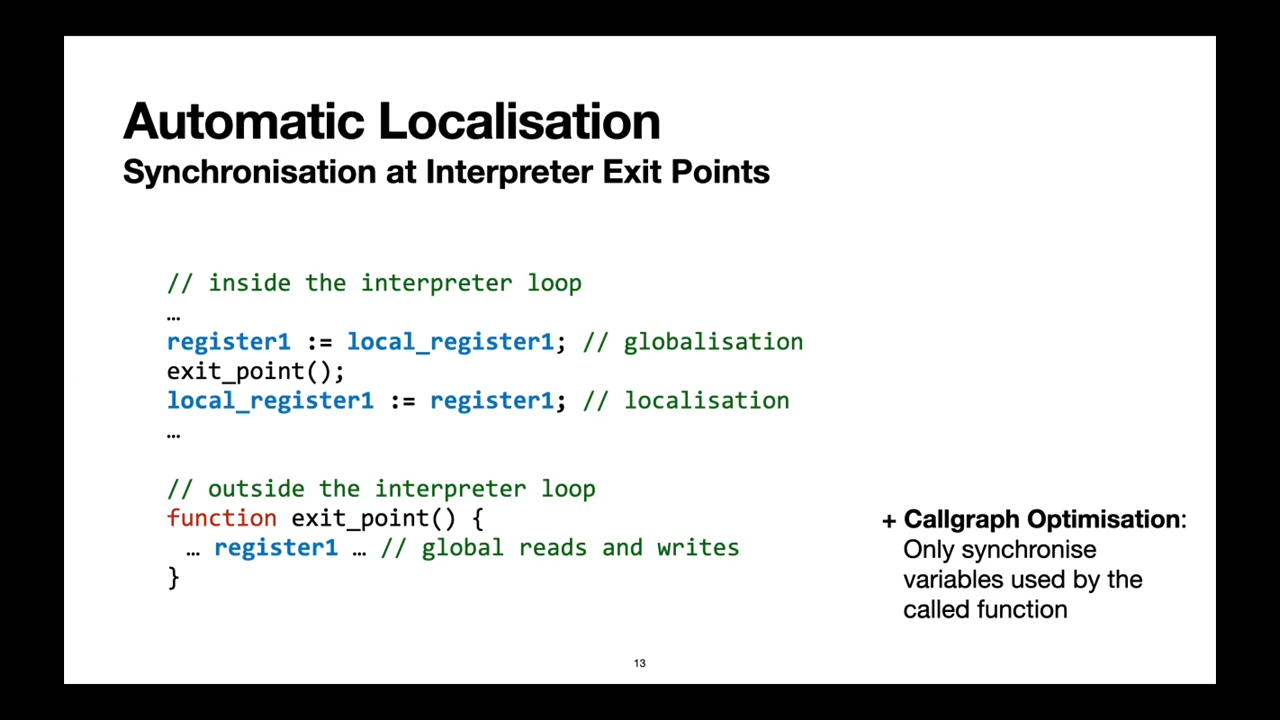 Automatic Localisation
Synchronisation at Interpreter Exit Points
// inside the interpreter loop
…
register1 := local_register1; // globalisation
exit_point();
local_register1 := register1; // localisation
…
// outside the interpreter loop
function exit_point() {
… register1 … // global reads and writes
}
+ Callgraph Optimisation:
Only synchronise
variables used by the
called function
13